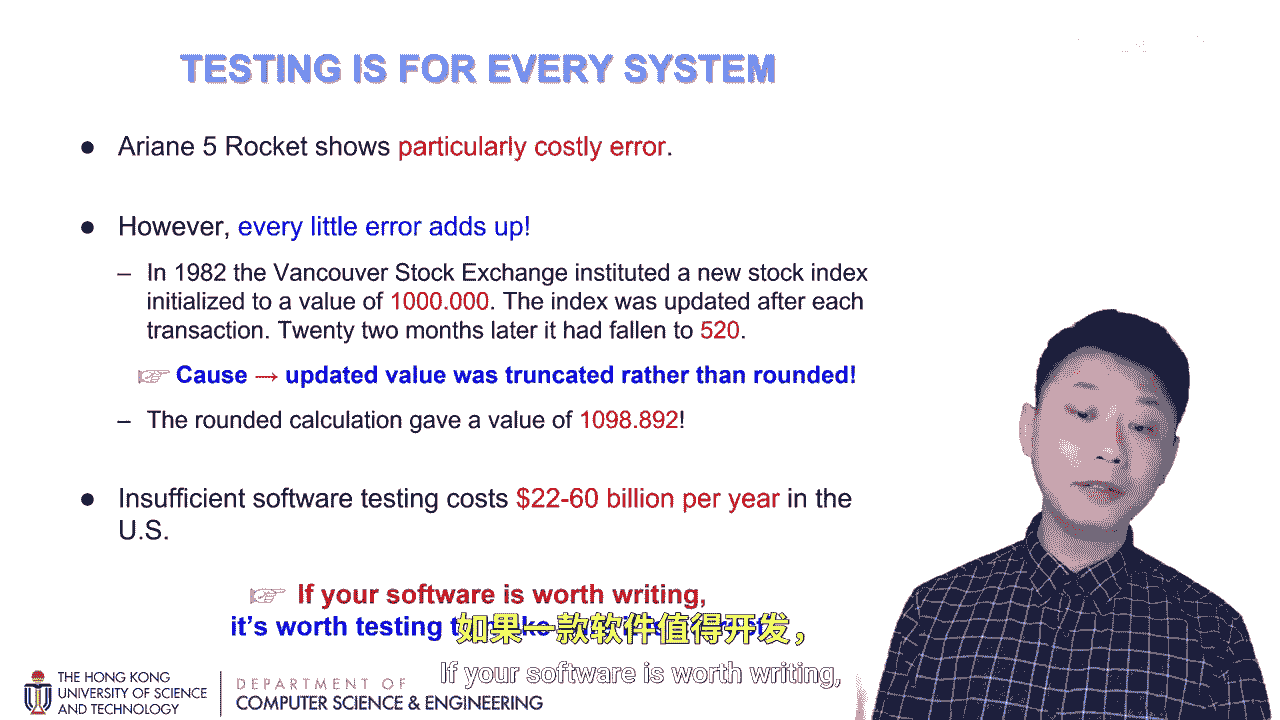 TESTING IS FOR EVERY SYSTEM
● Ariane 5 Rocket shows particularly costly error.
● However, every little error adds up!
– In 1982 the Vancouver Stock Exchange instituted a new stock index
initialized to a value of 1000.000. The index was updated after each
transaction. Twenty two months later it had fallen to 520.
☞ Cause → updated value was truncated rather than rounded!
– The rounded calculation gave a value of 1098.892!
● Insufficient software testing costs $22-60 billion per year in the
U.S.
☞ If your software is worth writing,
it's worth testing
如果一款软件值得开发，
If your software is worth writing,
THE HONG KONG
UNIVERSITY OF SCIENCE
AND TECHNOLOGY
DEPARTMENT OF
COMPUTER SCIENCE & ENGINEERING